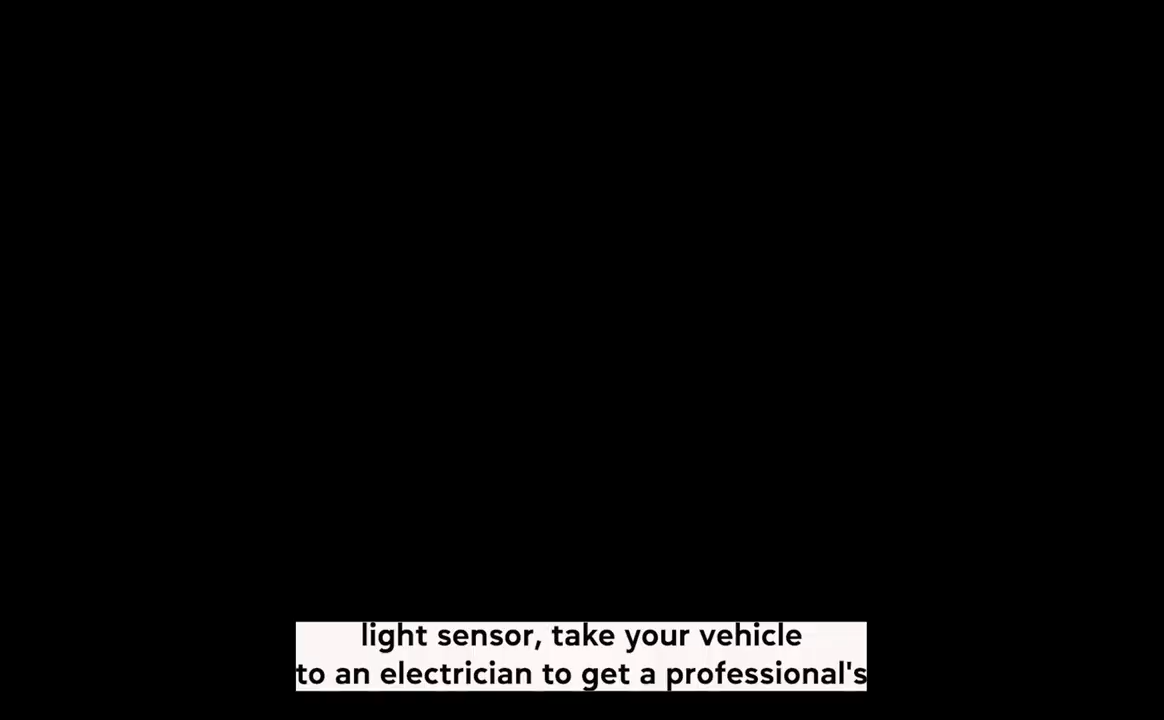 light sensor, take your vehicle
to an electrician to get a professional's